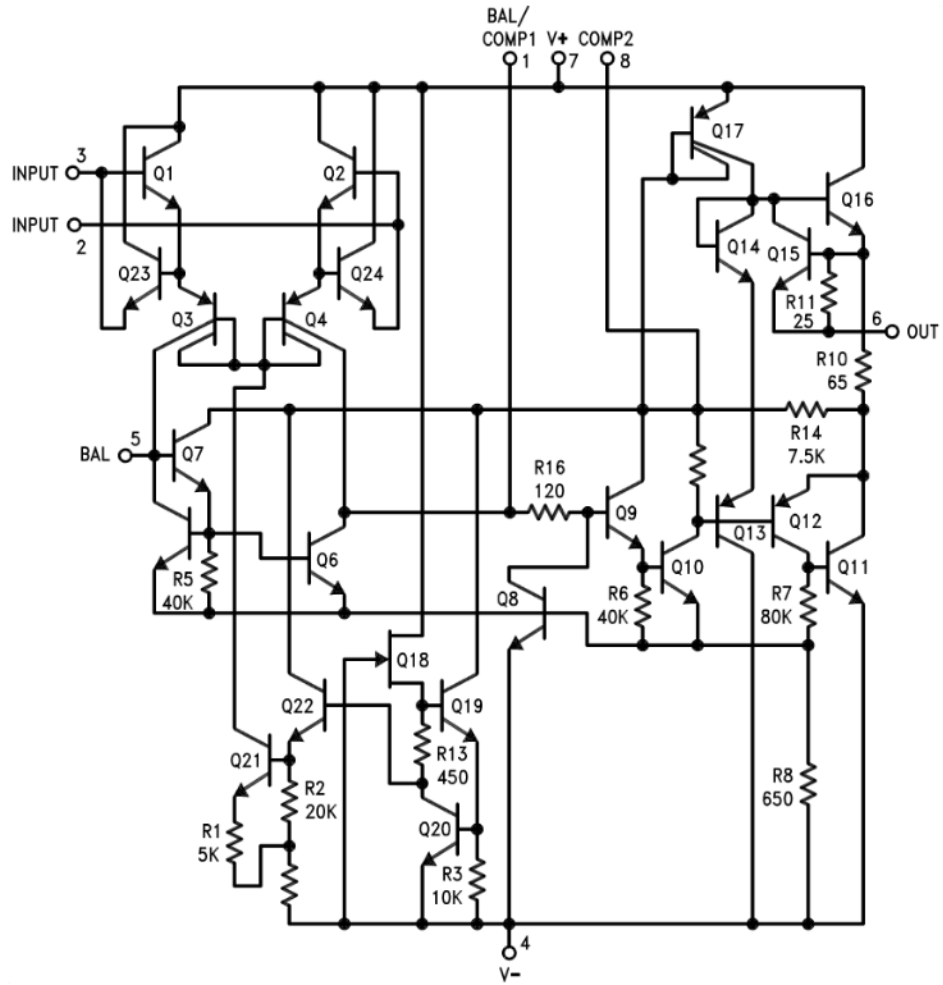 BAL/
COMP1 V+ COMP2
1 7 8
Q17
3
INPUT Q1 Q2
Q16
INPUT
2
Q14 Q15
Q23 Q24
R11
25
6
OUT
Q3 Q4
R10
65
R14
7.5K
5
BAL Q7
R16
120
Q9 Q13 Q12
Q6 Q10 Q11
R5
40K
Q8
R6
40K
R7
80K
Q18
Q22 Q19
Q21
R13
450
R2
20K
R8
650
R1
5K
Q20
R3
10K
4
V-